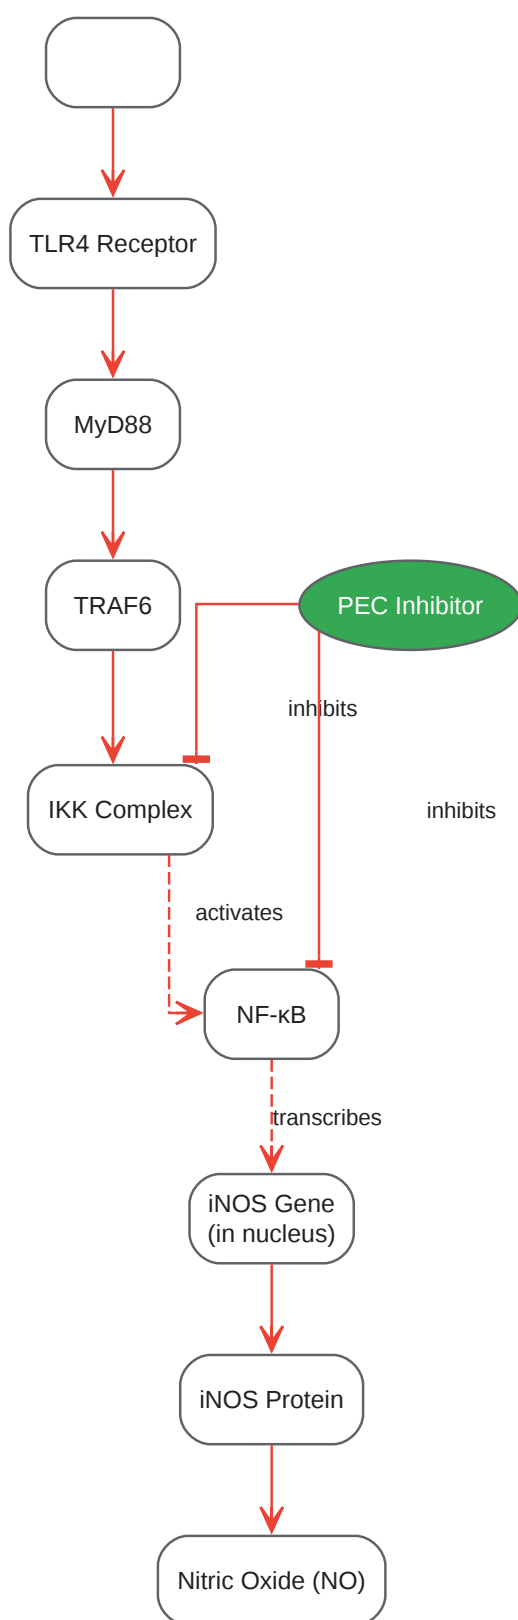 TLR4 Receptor
MyD88
TRAF6
PEC Inhibitor
inhibits
IKK Complex
inhibits
activates
NF-κB
transcribes
iNOS Gene
(in nucleus)
iNOS Protein
Nitric Oxide (NO)